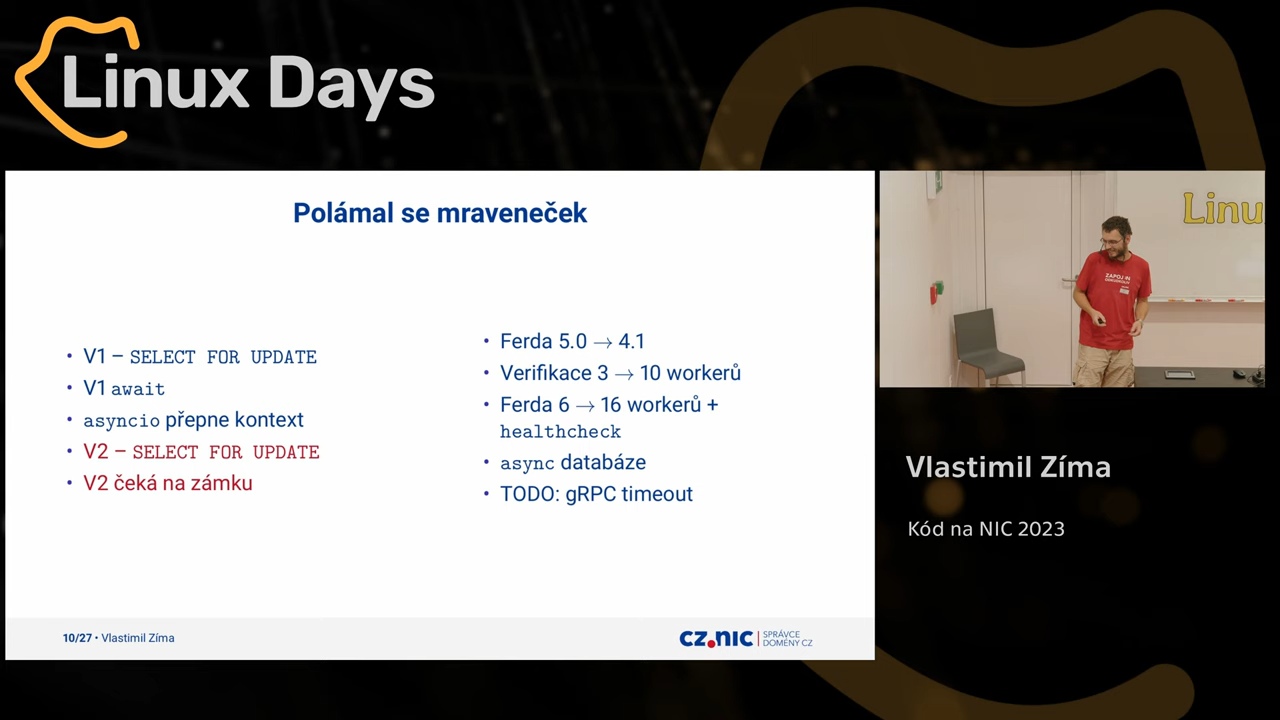 Linux Days
Polámal se mraveneček
• V1 – SELECT FOR UPDATE
• V1 await
• asyncio přepne kontext
• V2 – SELECT FOR UPDATE
• V2 čeká na zámku
• Ferda 5.0 → 4.1
• Verifikace 3 → 10 workerů
• Ferda 6 → 16 workerů +
healthcheck
• async databáze
• TODO: gRPC timeout
10/27 • Vlastimil Zíma
CZ.NIC
SPRÁVCE
DOMÉNY CZ
Linu
Vlastimil Zíma
Kód na NIC 2023